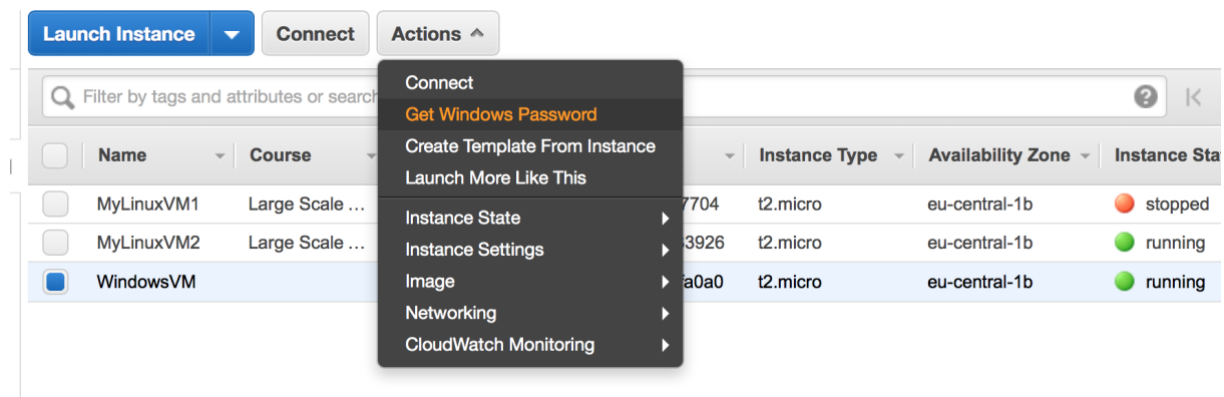 Launch Instance Connect Actions
Filter by tags and attributes or search
Connect
Get Windows Password
Create Template From Instance
Launch More Like This
Instance State
Instance Settings
Image
Networking
CloudWatch Monitoring
Name Course Instance Type Availability Zone Instance Sta
MyLinuxVM1 Large Scale ... 7704 t2.micro eu-central-1b stopped
MyLinuxVM2 Large Scale ... 3926 t2.micro eu-central-1b running
WindowsVM a0a0 t2.micro eu-central-1b running